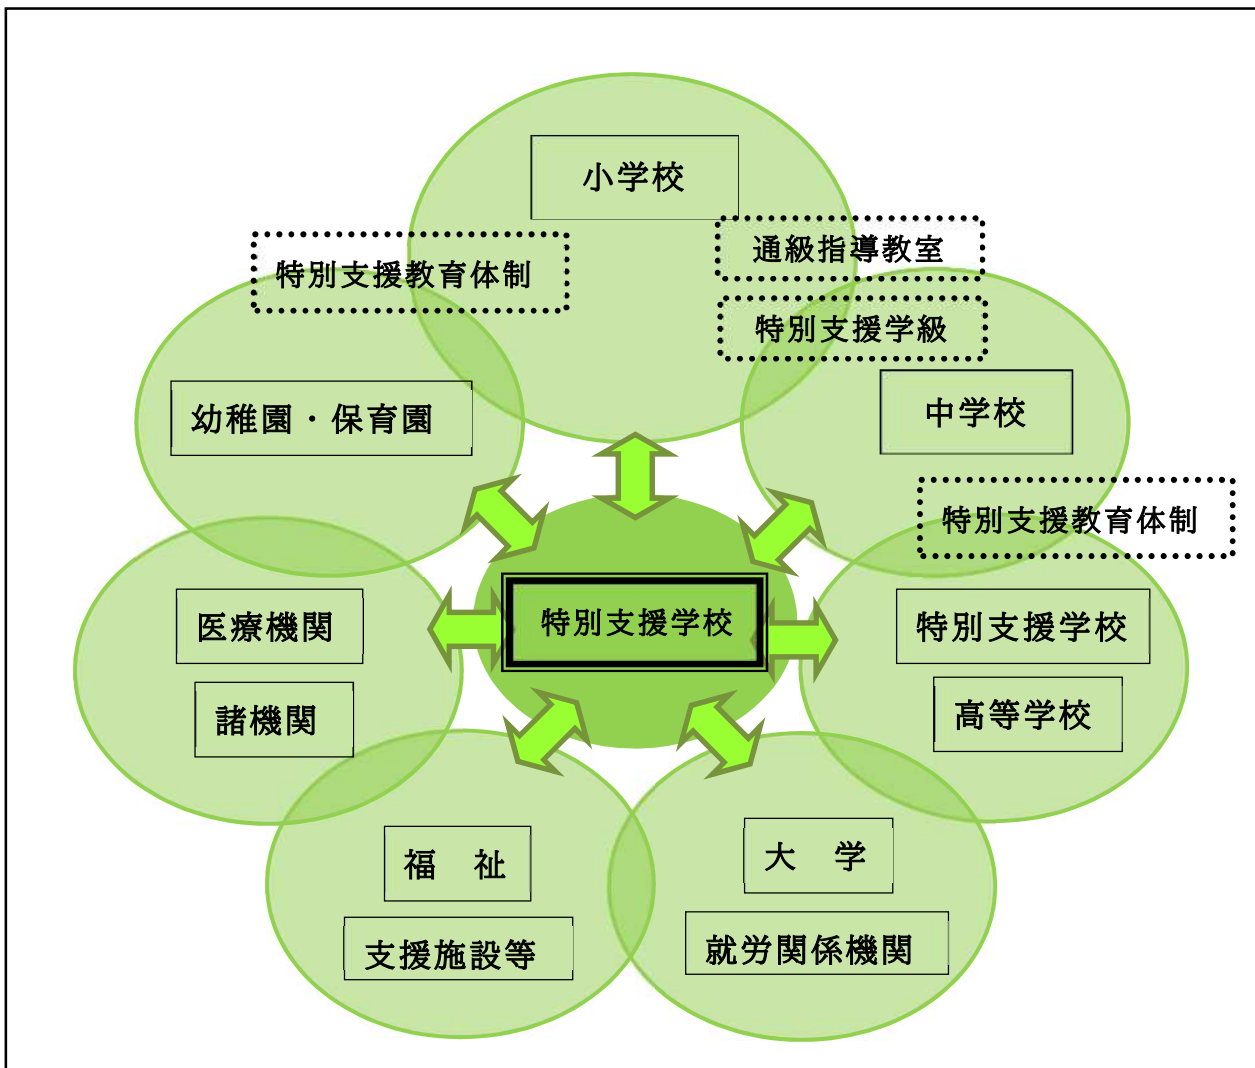 小学校
通級指導教室
特別支援教育体制
特別支援学級
幼稚園・保育園
中学校
特別支援教育体制
特別支援学校
医療機関
特別支援学校
諸機関
高等学校
福　祉
大　学
支援施設等
就労関係機関